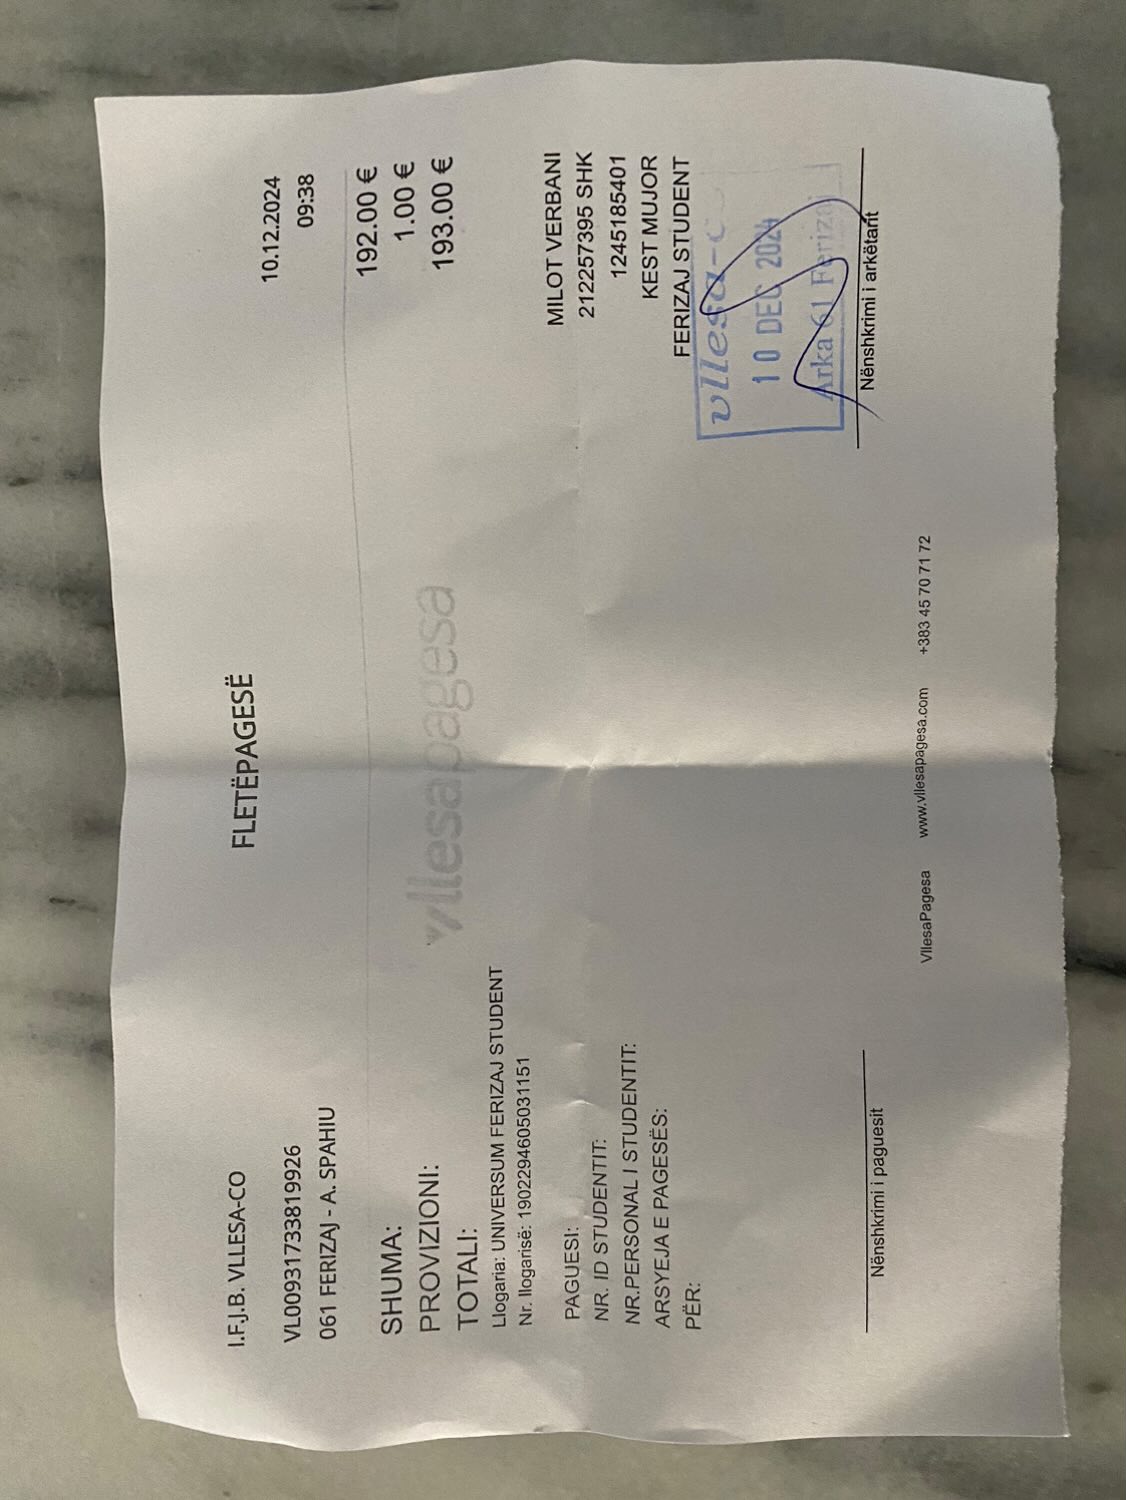 I.F.J.B. VLLESA-CO
FLETËPAGESË
10.12.2024
VL0093173381​9926
09:38
061 FERIZAJ - A. SPAHIU
SHUMA: 192.00 €
PROVIZIONI: 1.00 €
TOTALI: 193.00 €
vllesapagesa
Llogaria: UNIVERSUM FERIZAJ STUDENT
Nr. llogarisë: 1902294605031151
PAGUESI: MILOT VERBANI
NR. ID STUDENTIT: 212257395 SHK
NR.PERSONAL I STUDENTIT: 1245185401
ARSYEJA E PAGESËS: KEST MUJOR
PËR: FERIZAJ STUDENT
vllesa-c
10 DEC 2024
Arka 61 Ferizaj
Nënshkrimi i paguesit
Nënshkrimi i arkëtarit
VllesaPagesa www.vllesapagesa.com +383 45 70 71 72